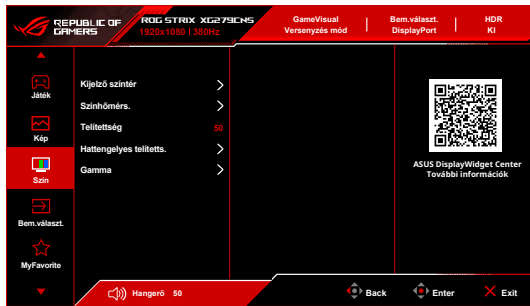 REPUBLIC OF
GAMERS
ROG STRIX XG279CNS
1920x1080 | 380Hz
GameVisual
Versenyzés mód
Bem.választ.
DisplayPort
HDR
KI
Játék
Kép
Szín
Bem.választ.
MyFavorite
Kijelző színtér
Színhőmérs.
Telítettség 50
Hattengelyes telítetts.
Gamma
ASUS DisplayWidget Center
További információk
Hangerő 50
Back
Enter
Exit